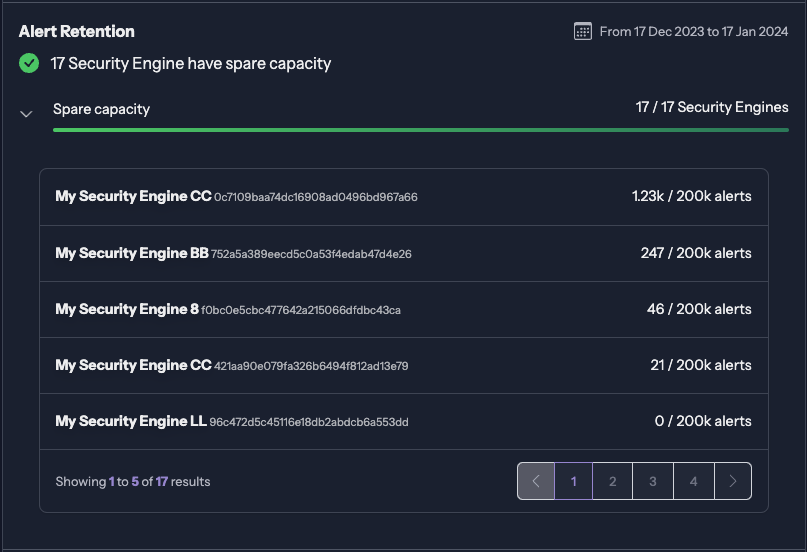 Alert Retention
From 17 Dec 2023 to 17 Jan 2024
17 Security Engine have spare capacity
Spare capacity
17 / 17 Security Engines
My Security Engine CC 0c7109baa74dc16908ad0496bd967a66
1.23k / 200k alerts
My Security Engine BB 752a5a389eecd5c0a53f4edab47d4e26
247 / 200k alerts
My Security Engine 8 f0bc0e5cbc477642a215066dfdbc43ca
46 / 200k alerts
My Security Engine CC 421aa90e079fa326b6494f812ad13e79
21 / 200k alerts
My Security Engine LL 96c472d5c45116e18db2abdcb6a553dd
0 / 200k alerts
Showing 1 to 5 of 17 results
1 2 3 4